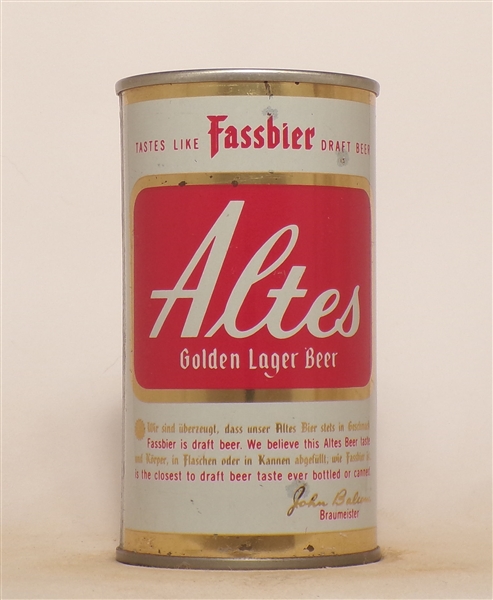 TASTES LIKE Fassbier DRAFT BEER
Altes
Golden Lager Beer
Wir sind überzeugt, dass unser Altes Bier stets in
Fassbier is draft beer. We believe this Altes Beer
und Körper, in Flaschen oder in Kannen abgefüllt, wie Fassbier
is the closest to draft beer taste ever bottled or canned
John
Braumeister